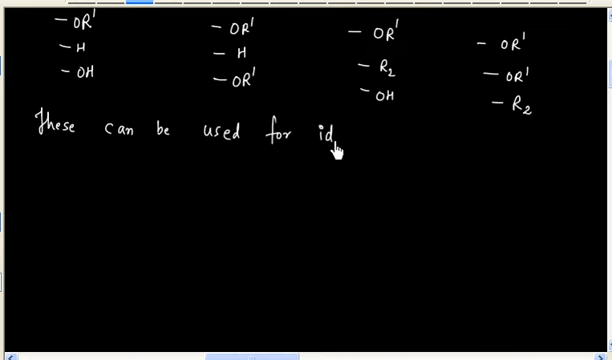 – OR' – OR' – OR' – OR'
– H – H – R₂ – OR'
– OH – OR' – OH – R₂
These can be used for id